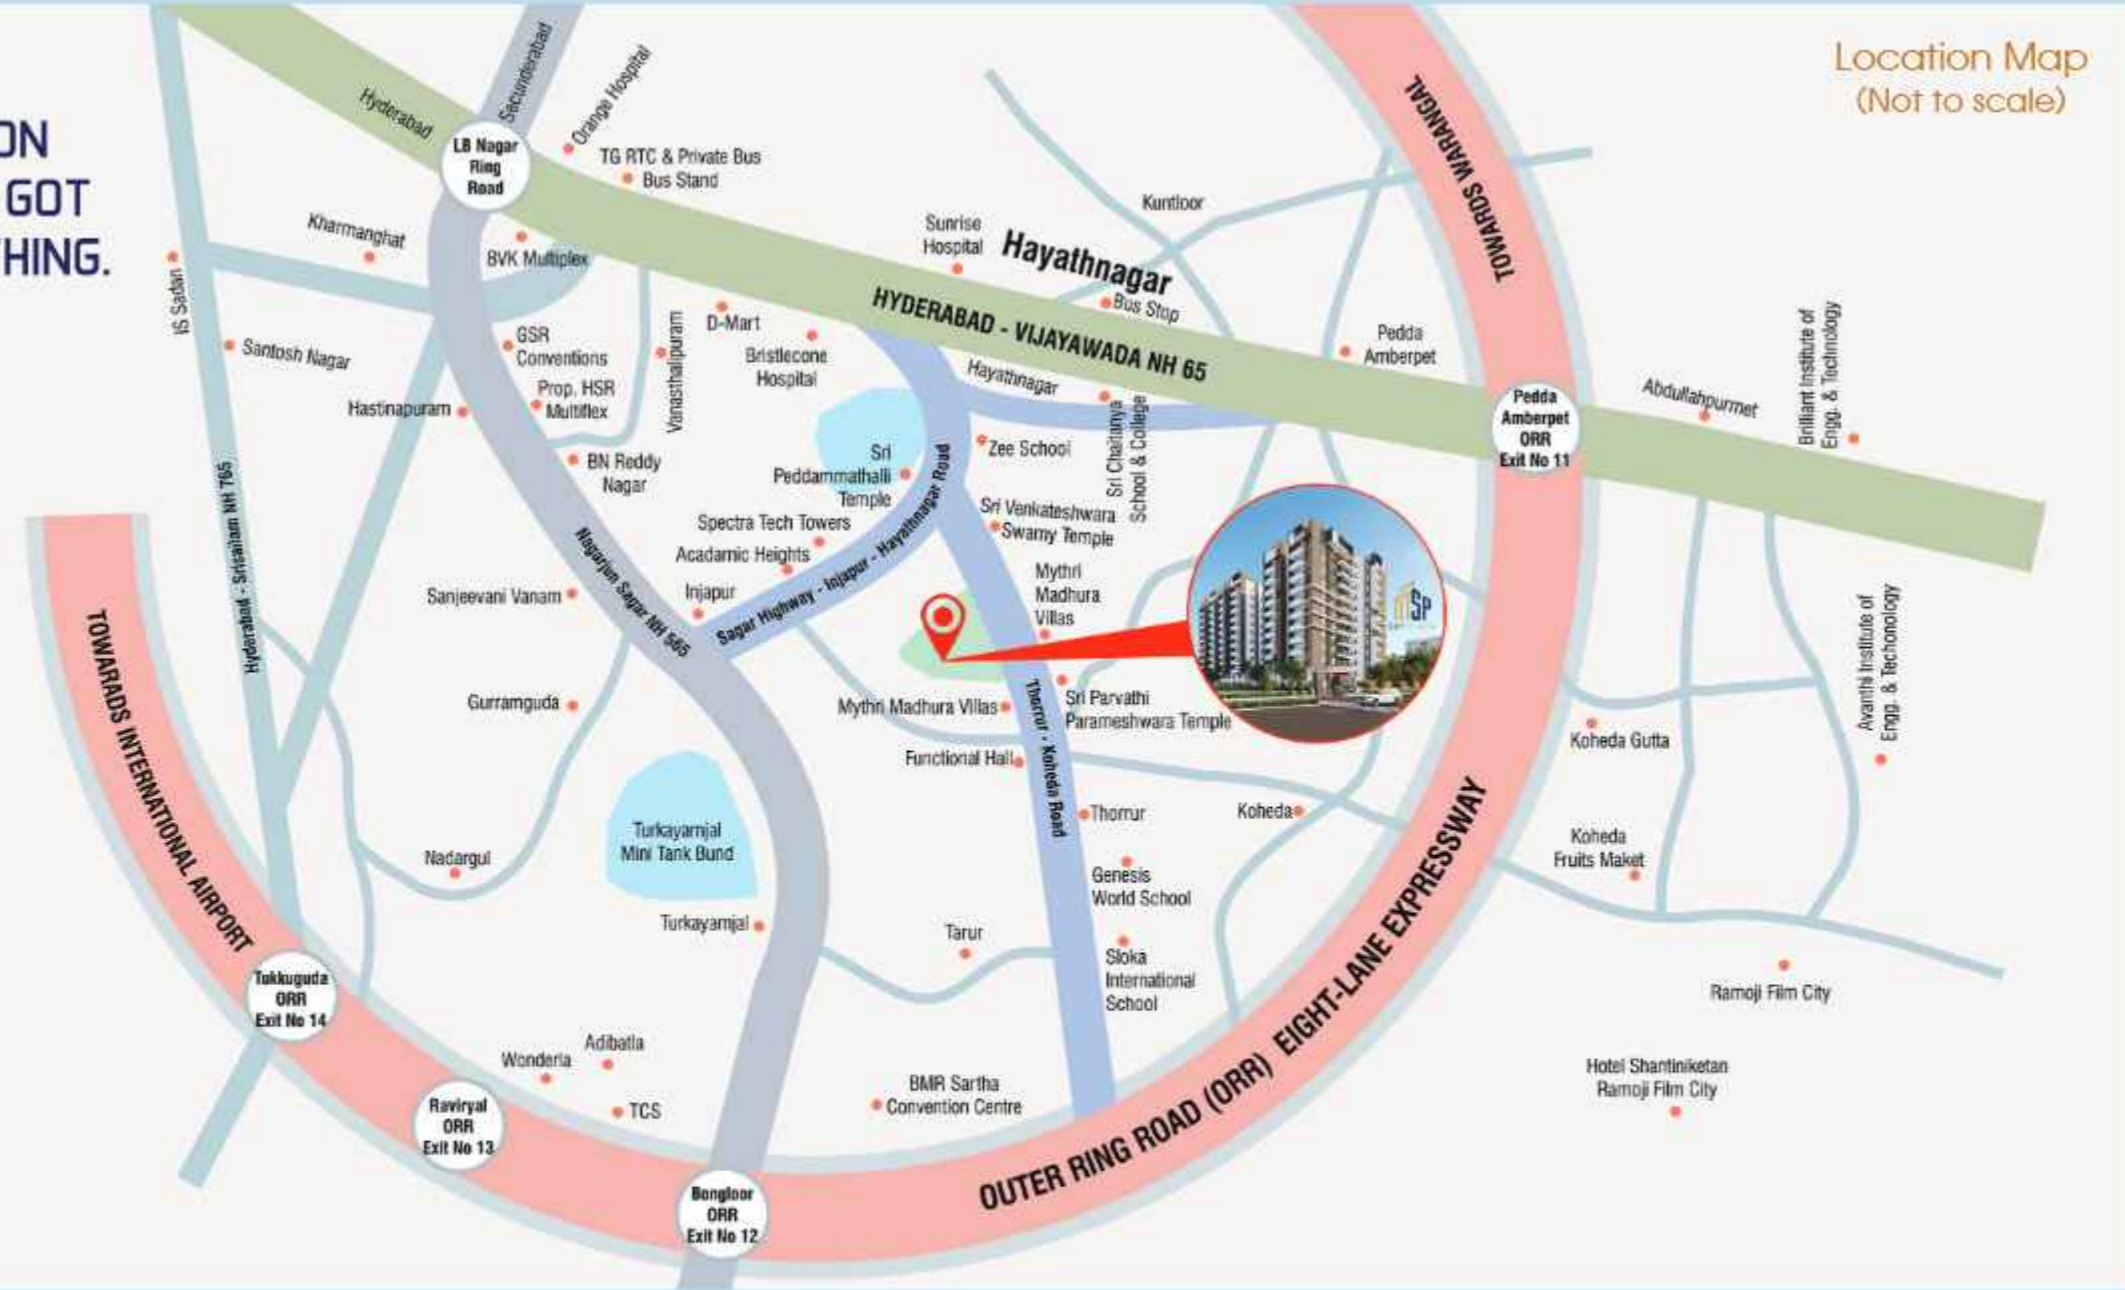 Location Map
(Not to scale)
ON
GOT
THING.
Hyderabad
Secunderabad
Orange Hospital
LB Nagar
Ring
Road
TG RTC & Private Bus
Bus Stand
Kharmanghat
BVK Multiplex
IS Sadan
Santosh Nagar
GSR
Conventions
Prop. HSR
Multiflex
Vanasthalipuram
D-Mart
Bristlecone
Hospital
Sunrise
Hospital
Hayathnagar
Bus Stop
Kuntloor
TOWARDS WARANGAL
HYDERABAD - VIJAYAWADA NH 65
Pedda
Amberpet
Pedda
Amberpet
ORR
Exit No 11
Abdullahpurmet
Brilliant Institute of
Eng. & Technology
Hastinapuram
BN Reddy
Nagar
Hayathnagar
Sri Chaitanya
School & College
Zee School
Sri
Peddammathalli
Temple
Sri Venkateshwara
Swamy Temple
Spectra Tech Towers
Acadamic Heights
Injapur
Sagar Highway - Injapur - Hayathnagar Road
Nagarjun Sagar NH 565
Hyderabad - Srisailam NH 765
Sanjeevani Vanam
Mythri
Madhura
Villas
SP
TOWARADS INTERNATIONAL AIRPORT
Gurramguda
Mythri Madhura Villas
Sri Parvathi
Parameshwara Temple
Thorrur - Koheda Road
Functional Hall
Koheda Gutta
Avanthi Institute of
Engg. & Techonology
Turkayamjal
Mini Tank Bund
Thorrur
Koheda
Koheda
Fruits Maket
Nadargul
Genesis
World School
Turkayamjal
Tarur
Sloka
International
School
Ramoji Film City
Tukkuguda
ORR
Exit No 14
Wonderla
Adibatla
TCS
BMR Sartha
Convention Centre
Hotel Shantiniketan
Ramoji Film City
Raviryal
ORR
Exit No 13
Bongloor
ORR
Exit No 12
OUTER RING ROAD (ORR) EIGHT-LANE EXPRESSWAY